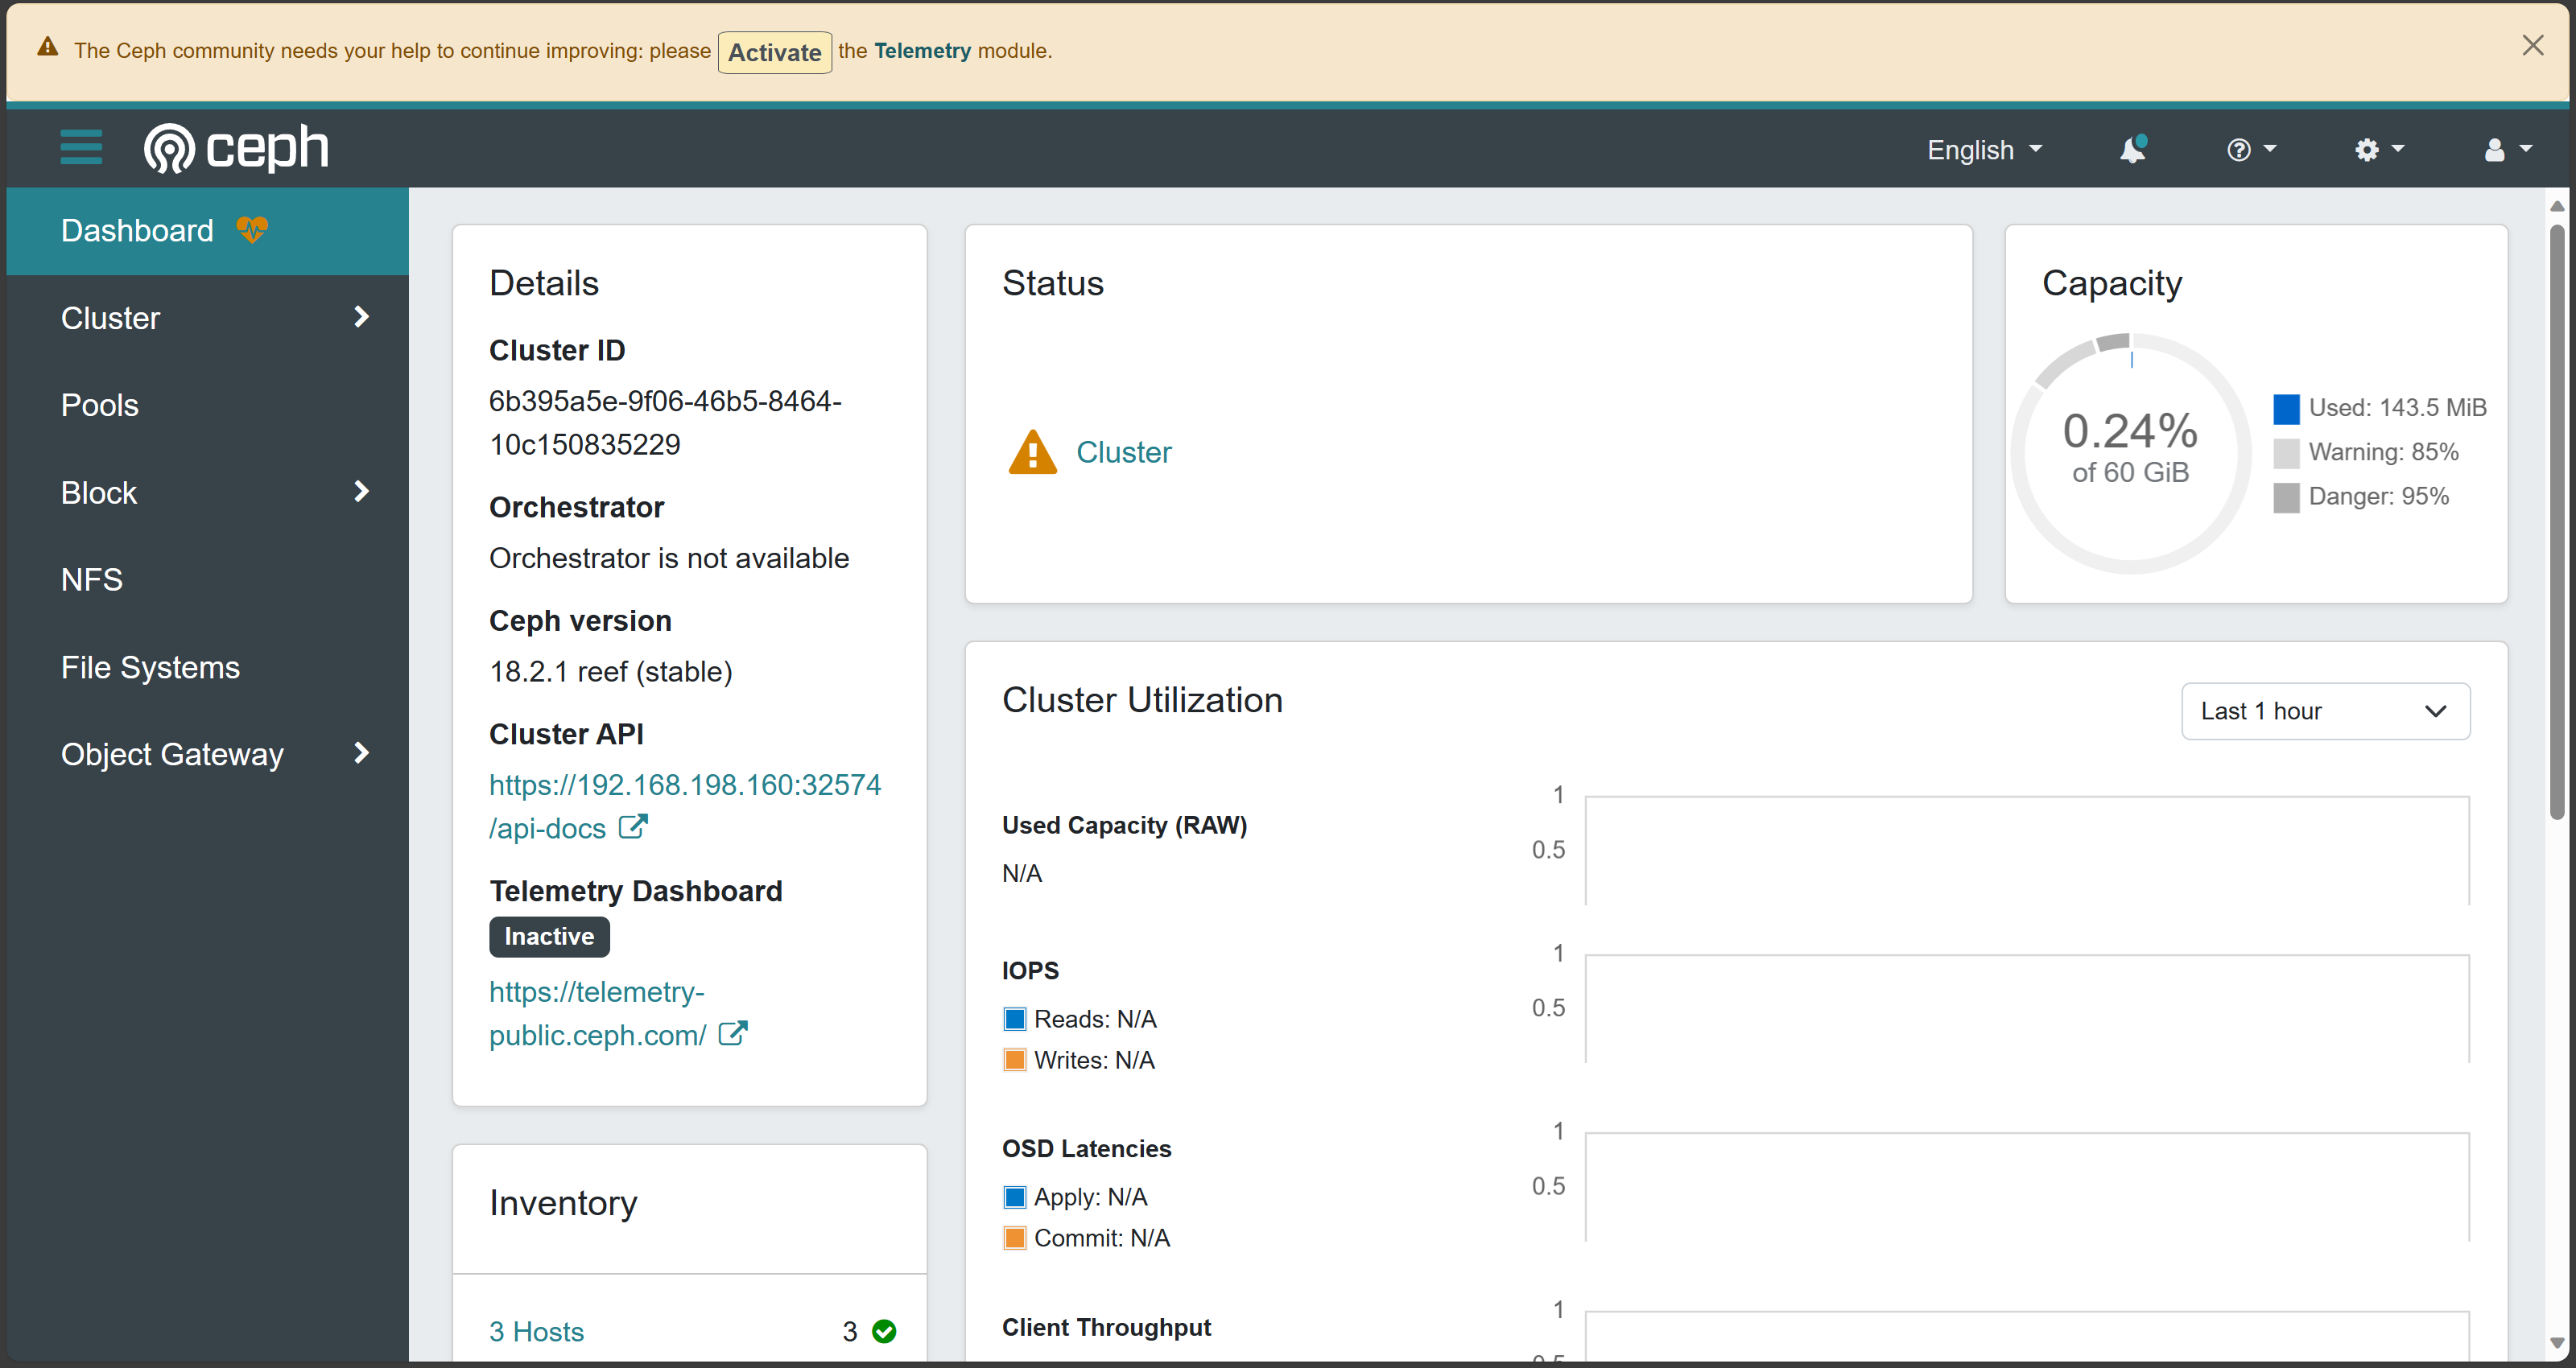 The Ceph community needs your help to continue improving: please Activate the Telemetry module.
ceph
English
Dashboard
Cluster
Pools
Block
NFS
File Systems
Object Gateway
Details
Cluster ID
6b395a5e-9f06-46b5-8464-
10c150835229
Orchestrator
Orchestrator is not available
Ceph version
18.2.1 reef (stable)
Cluster API
https://192.168.198.160:32574
/api-docs
Telemetry Dashboard
Inactive
https://telemetry-
public.ceph.com/
Inventory
3 Hosts 3
Status
Cluster
Capacity
0.24%
of 60 GiB
Used: 143.5 MiB
Warning: 85%
Danger: 95%
Cluster Utilization
Last 1 hour
Used Capacity (RAW)
N/A
1
0.5
IOPS
Reads: N/A
Writes: N/A
1
0.5
OSD Latencies
Apply: N/A
Commit: N/A
1
0.5
Client Throughput
1
0.5